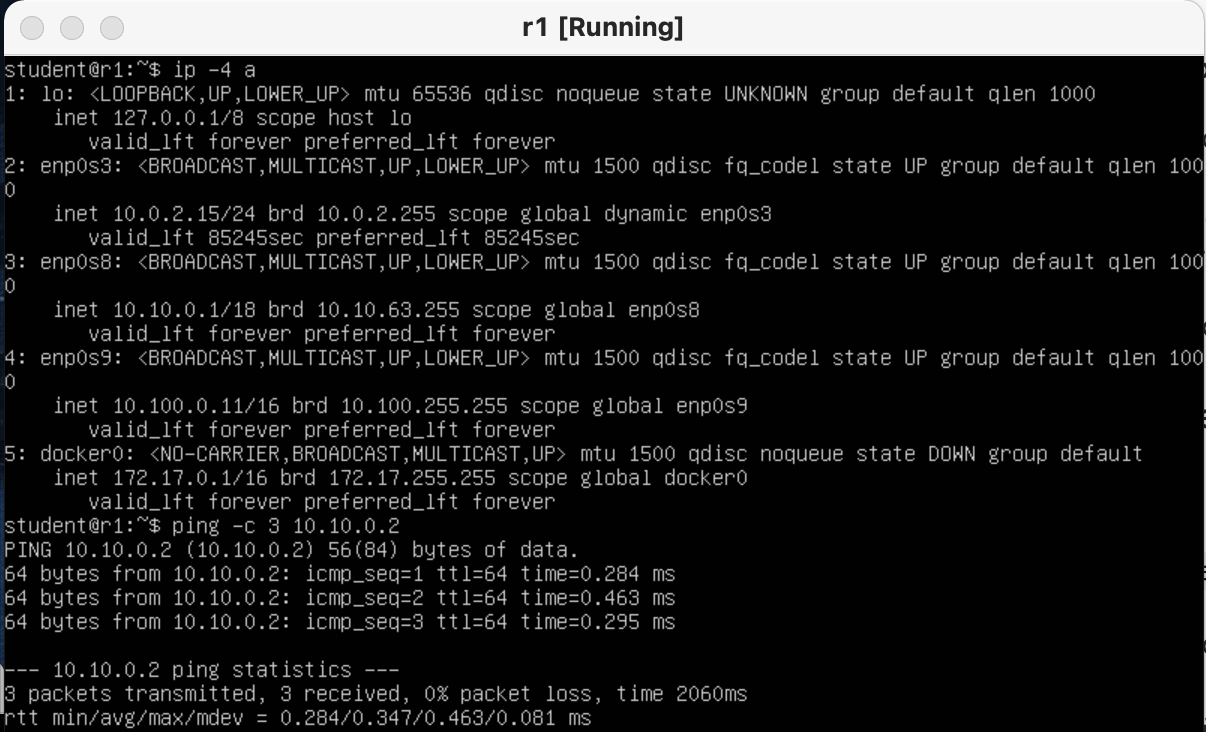 r1 [Running]
student@r1:~$ ip -4 a
1: lo: <LOOPBACK,UP,LOWER_UP> mtu 65536 qdisc noqueue state UNKNOWN group default qlen 1000
    inet 127.0.0.1/8 scope host lo
       valid_lft forever preferred_lft forever
2: enp0s3: <BROADCAST,MULTICAST,UP,LOWER_UP> mtu 1500 qdisc fq_codel state UP group default qlen 100
0
    inet 10.0.2.15/24 brd 10.0.2.255 scope global dynamic enp0s3
       valid_lft 85245sec preferred_lft 85245sec
3: enp0s8: <BROADCAST,MULTICAST,UP,LOWER_UP> mtu 1500 qdisc fq_codel state UP group default qlen 100
0
    inet 10.10.0.1/18 brd 10.10.63.255 scope global enp0s8
       valid_lft forever preferred_lft forever
4: enp0s9: <BROADCAST,MULTICAST,UP,LOWER_UP> mtu 1500 qdisc fq_codel state UP group default qlen 100
0
    inet 10.100.0.11/16 brd 10.100.255.255 scope global enp0s9
       valid_lft forever preferred_lft forever
5: docker0: <NO-CARRIER,BROADCAST,MULTICAST,UP> mtu 1500 qdisc noqueue state DOWN group default
    inet 172.17.0.1/16 brd 172.17.255.255 scope global docker0
       valid_lft forever preferred_lft forever
student@r1:~$ ping -c 3 10.10.0.2
PING 10.10.0.2 (10.10.0.2) 56(84) bytes of data.
64 bytes from 10.10.0.2: icmp_seq=1 ttl=64 time=0.284 ms
64 bytes from 10.10.0.2: icmp_seq=2 ttl=64 time=0.463 ms
64 bytes from 10.10.0.2: icmp_seq=3 ttl=64 time=0.295 ms

--- 10.10.0.2 ping statistics ---
3 packets transmitted, 3 received, 0% packet loss, time 2060ms
rtt min/avg/max/mdev = 0.284/0.347/0.463/0.081 ms